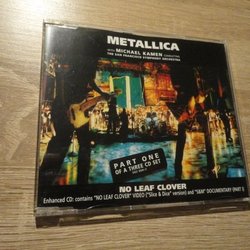 METALLICA
WITH MICHAEL KAMEN CONDUCTING
THE SAN FRANCISCO SYMPHONY ORCHESTRA
PART ONE
OF A THREE CD SET
NO LEAF CLOVER
Enhanced CD: contains "NO LEAF CLOVER" VIDEO ("Slice & Dice" version) and "S&M" DOCUMENTARY (PART 1)